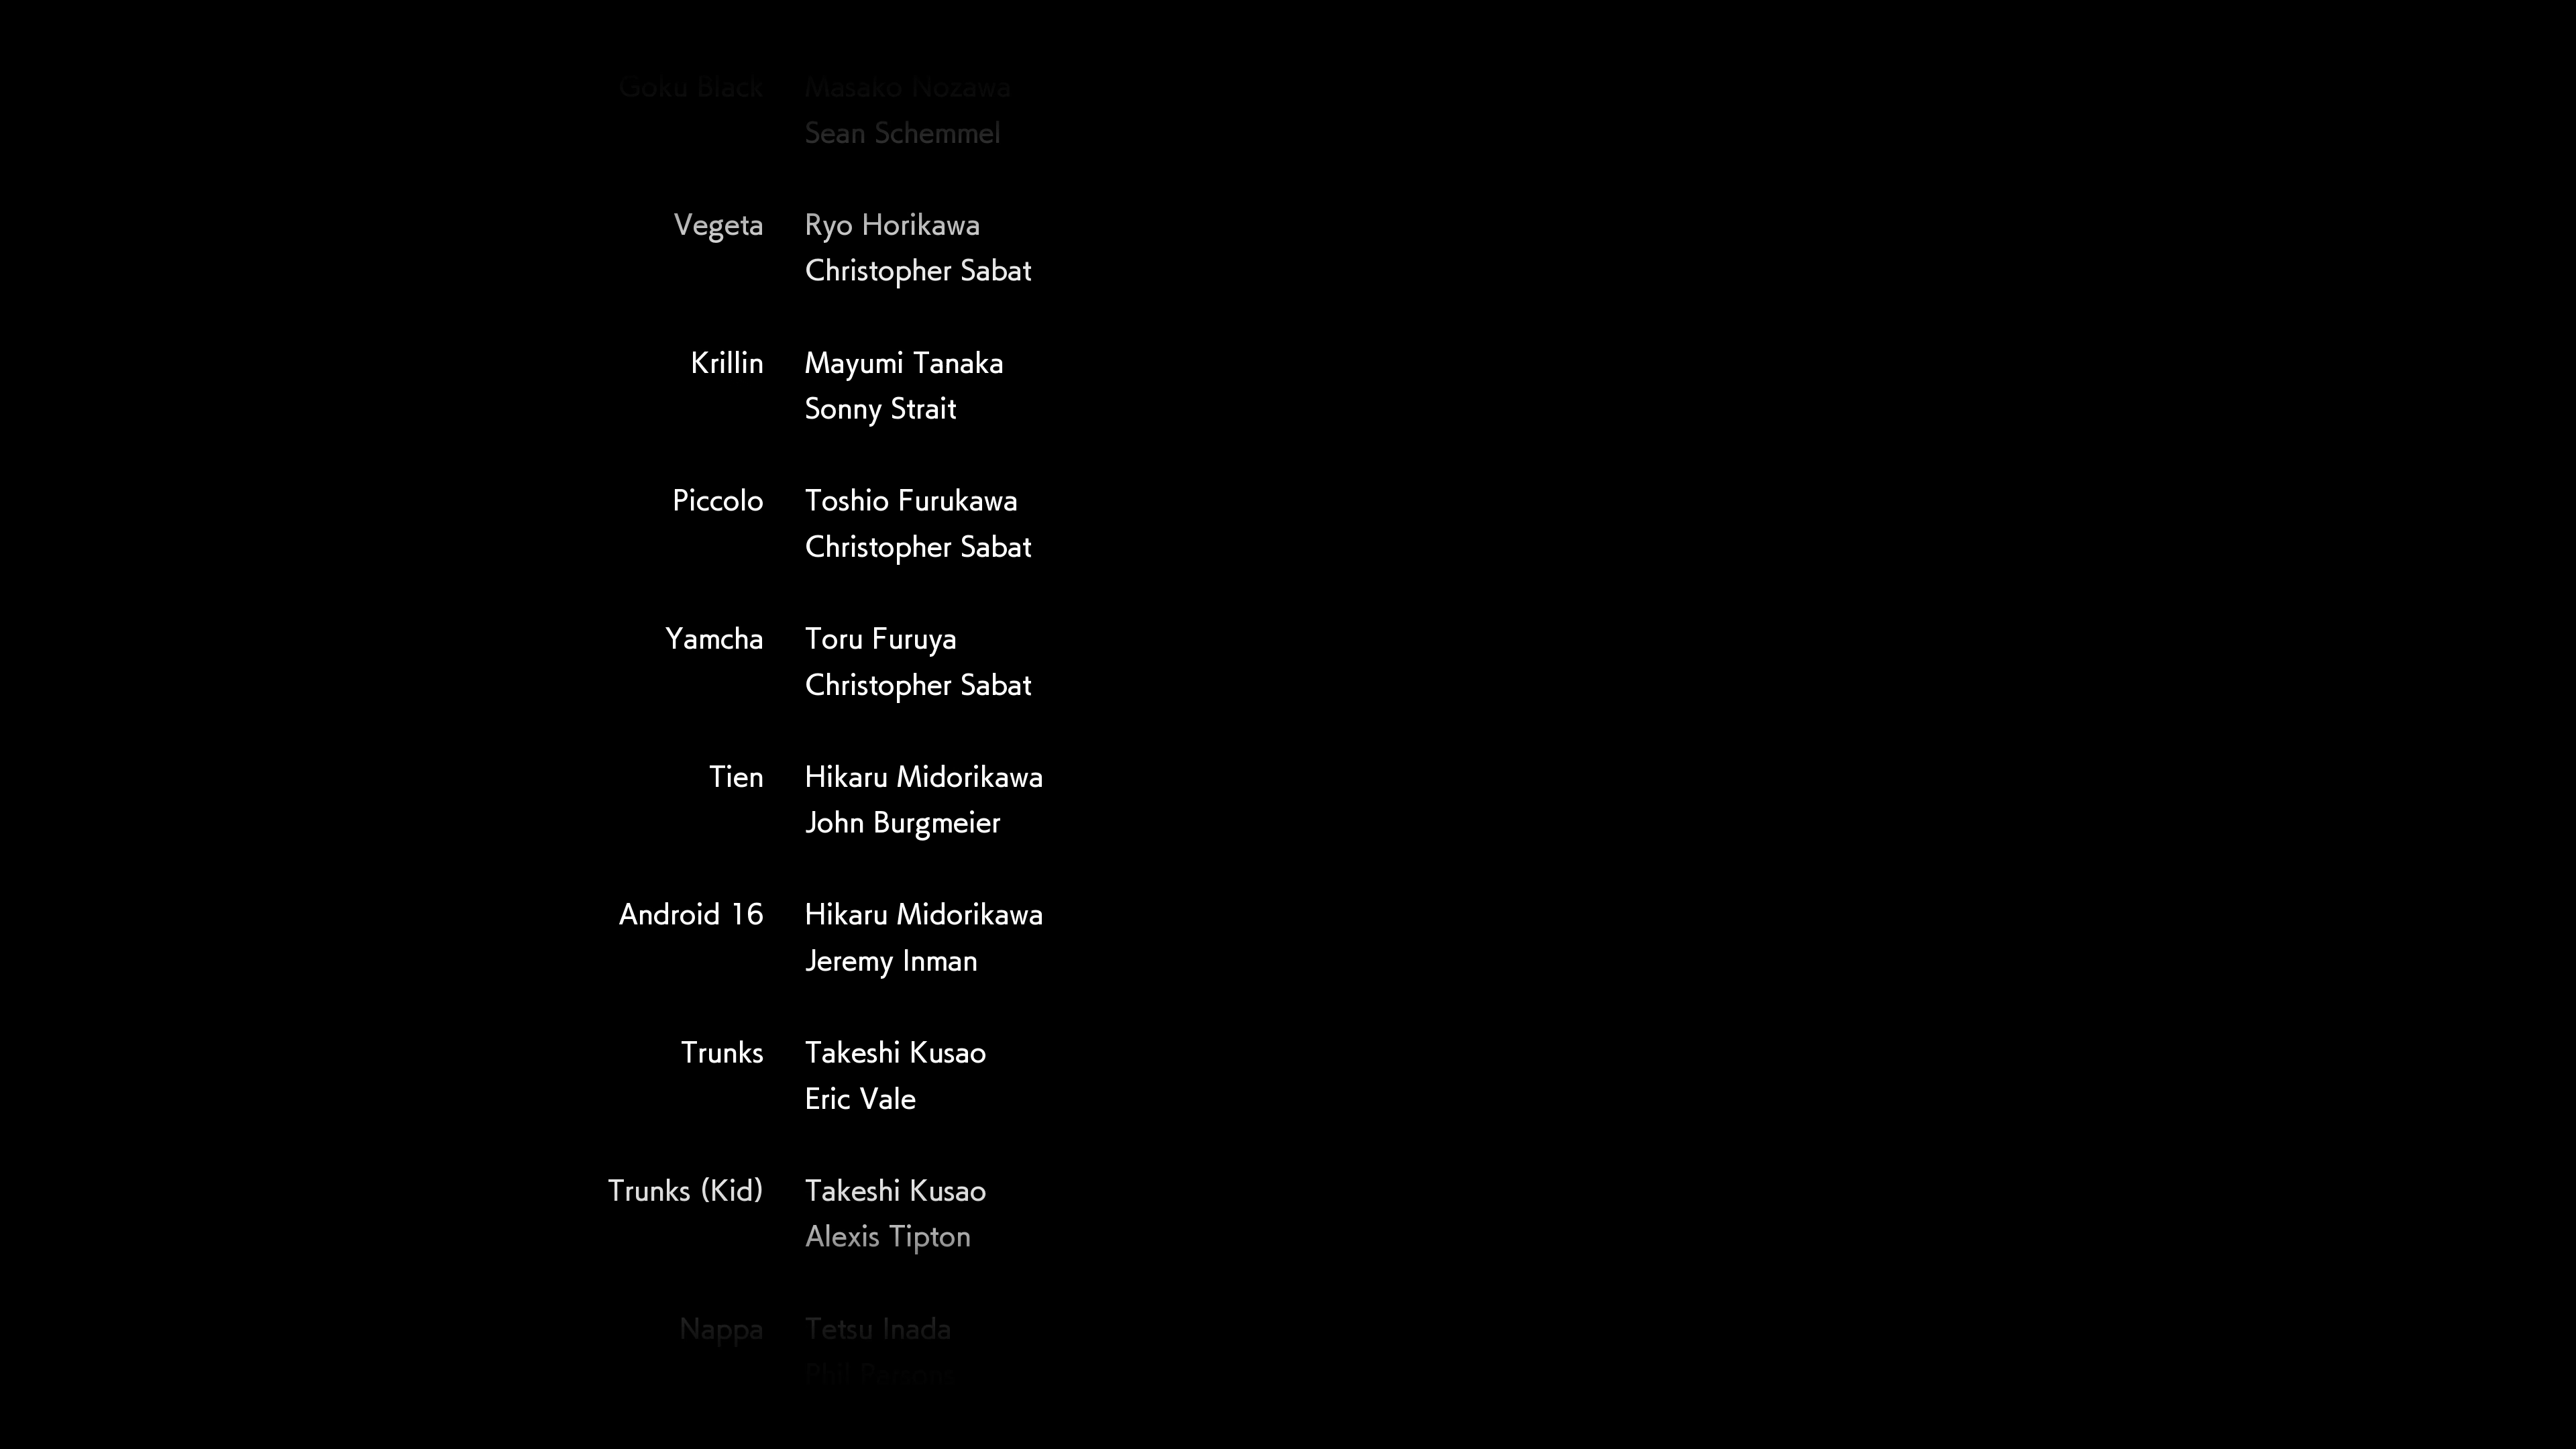 Goku Black Masako Nozawa
Sean Schemmel
Vegeta Ryo Horikawa
Christopher Sabat
Krillin Mayumi Tanaka
Sonny Strait
Piccolo Toshio Furukawa
Christopher Sabat
Yamcha Toru Furuya
Christopher Sabat
Tien Hikaru Midorikawa
John Burgmeier
Android 16 Hikaru Midorikawa
Jeremy Inman
Trunks Takeshi Kusao
Eric Vale
Trunks (Kid) Takeshi Kusao
Alexis Tipton
Nappa Tetsu Inada
Phil Parsons